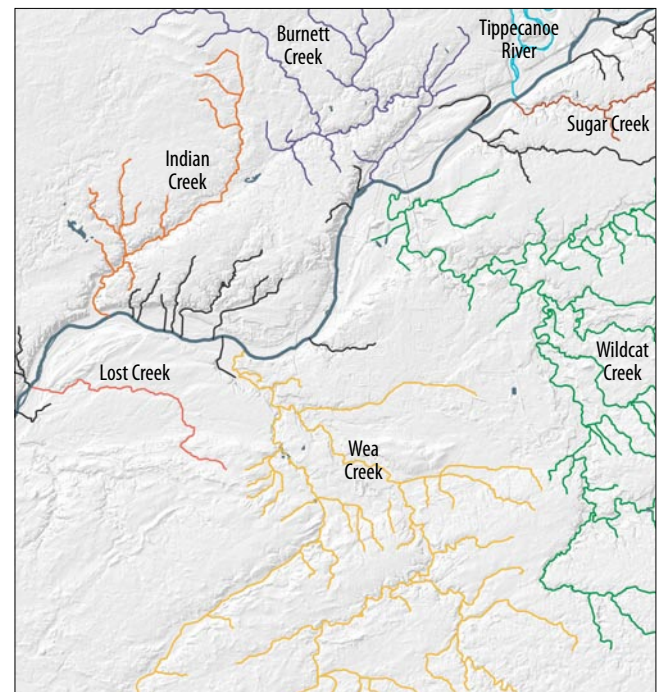 Burnett
Creek
Tippecanoe
River
Sugar Creek
Indian
Creek
Wildcat
Creek
Lost Creek
Wea
Creek